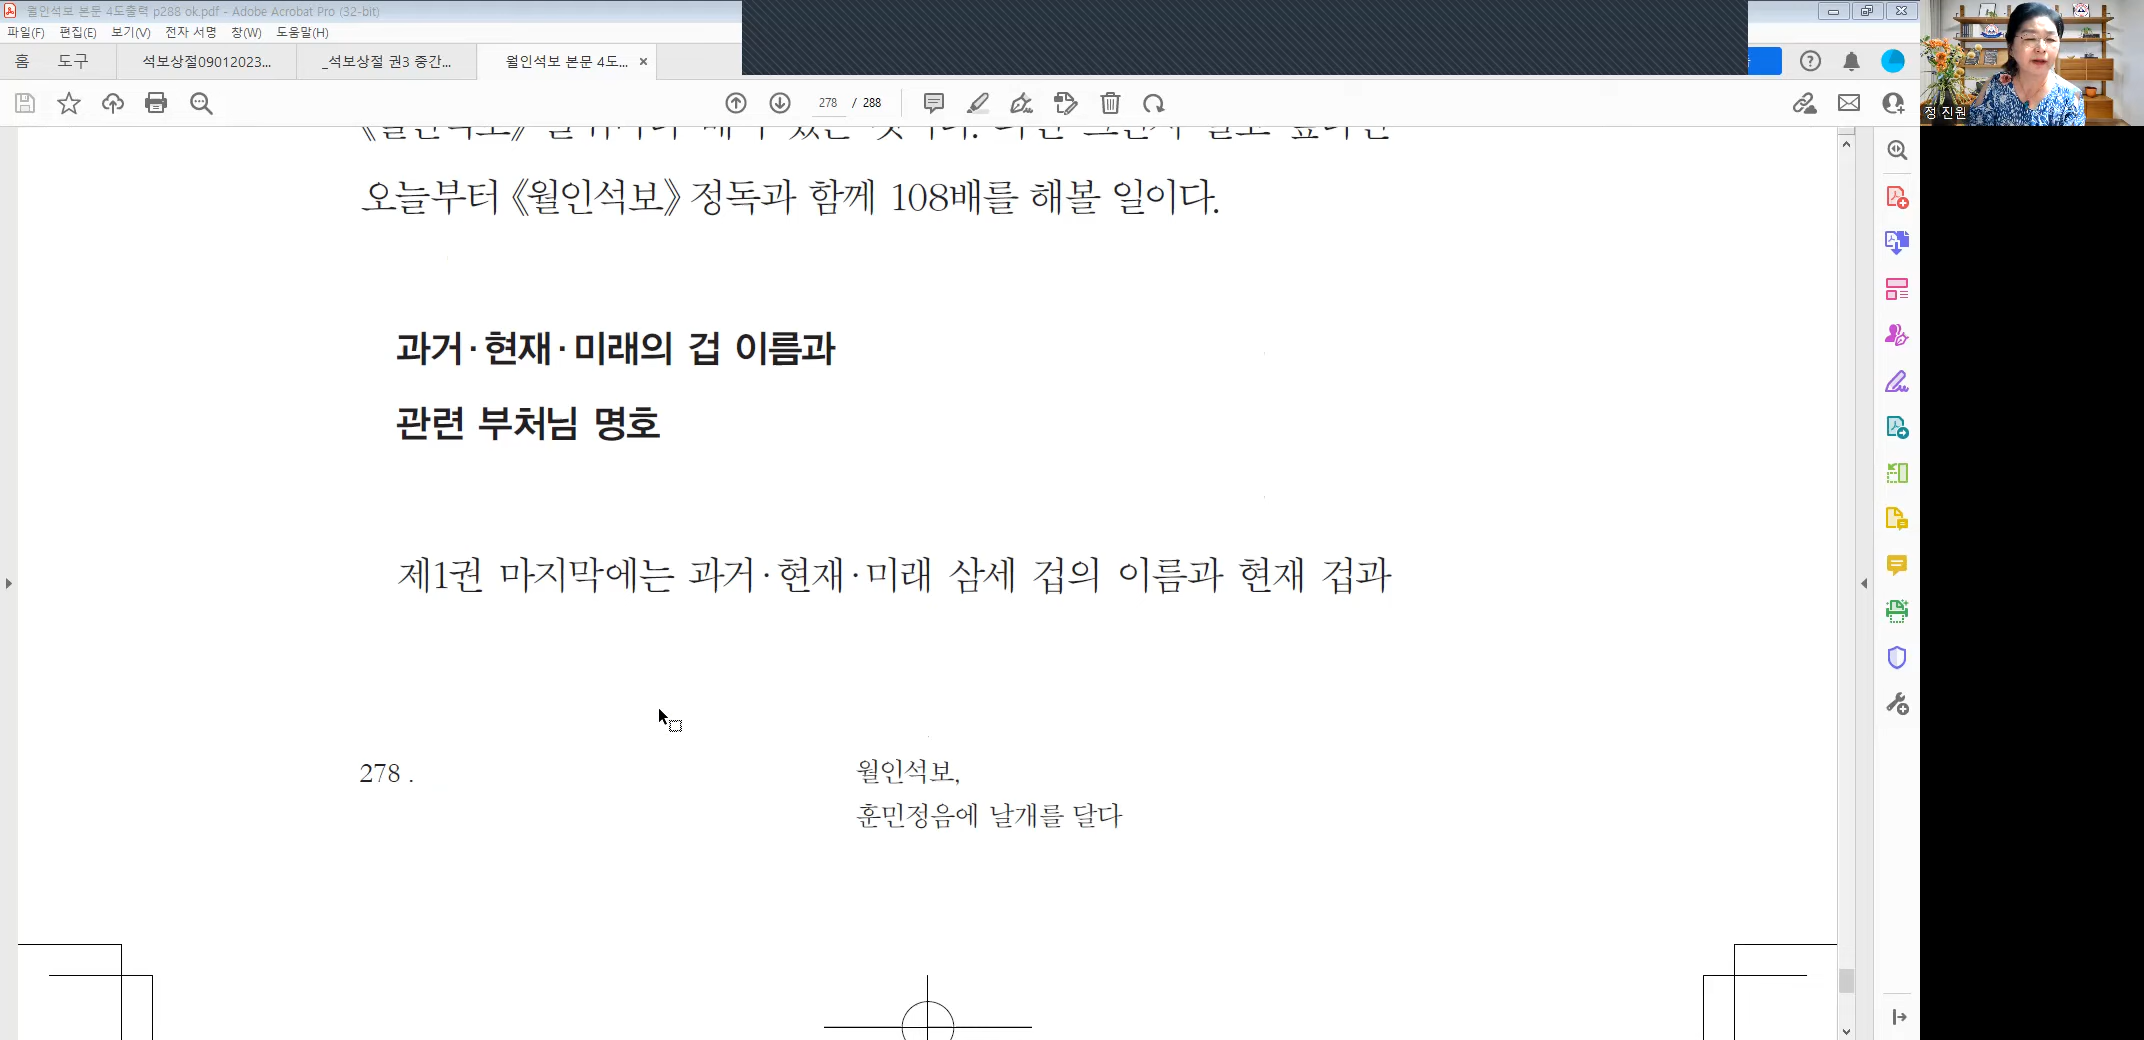 월인석보 본문 4도출력 p288 ok.pdf - Adobe Acrobat Pro (32-bit)
파일(F) 편집(E) 보기(V) 전자 서명 창(W) 도움말(H)
홈 도구 석보상절09012023... _석보상절 권3 중간... 월인석보 본문 4도... ×
278 / 288
정 진원
오늘부터 《월인석보》 정독과 함께 108배를 해볼 일이다.
과거·현재·미래의 겁 이름과
관련 부처님 명호
제1권 마지막에는 과거·현재·미래 삼세 겁의 이름과 현재 겁과
278 .
월인석보,
훈민정음에 날개를 달다